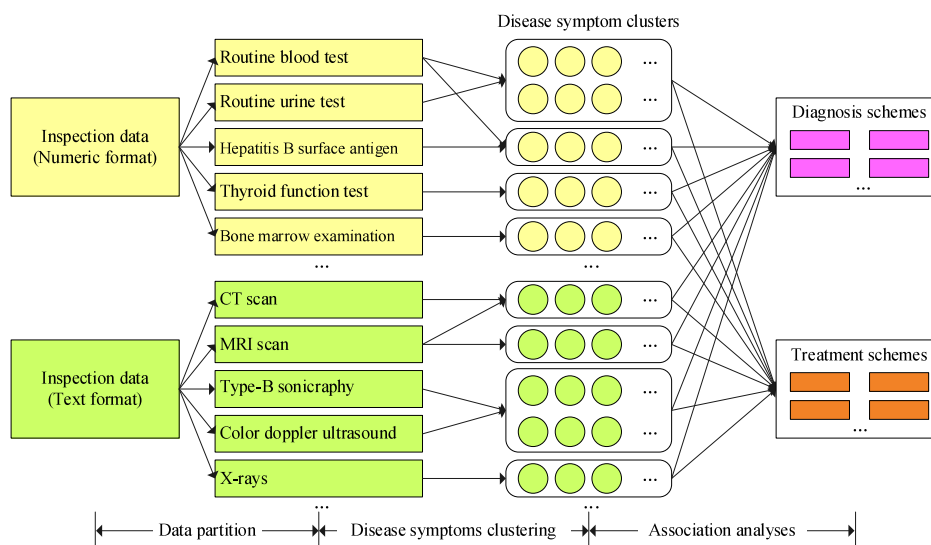 Disease symptom clusters
Routine blood test
...
Routine urine test
...
Inspection data
(Numeric format)
Hepatitis B surface antigen
...
Thyroid function test
...
Bone marrow examination
...
...
...
Diagnosis schemes
...
CT scan
...
MRI scan
...
Inspection data
(Text format)
Type-B sonicraphy
...
Color doppler ultrasound
...
X-rays
...
...
...
Treatment schemes
...
Data partition
Disease symptoms clustering
Association analyses